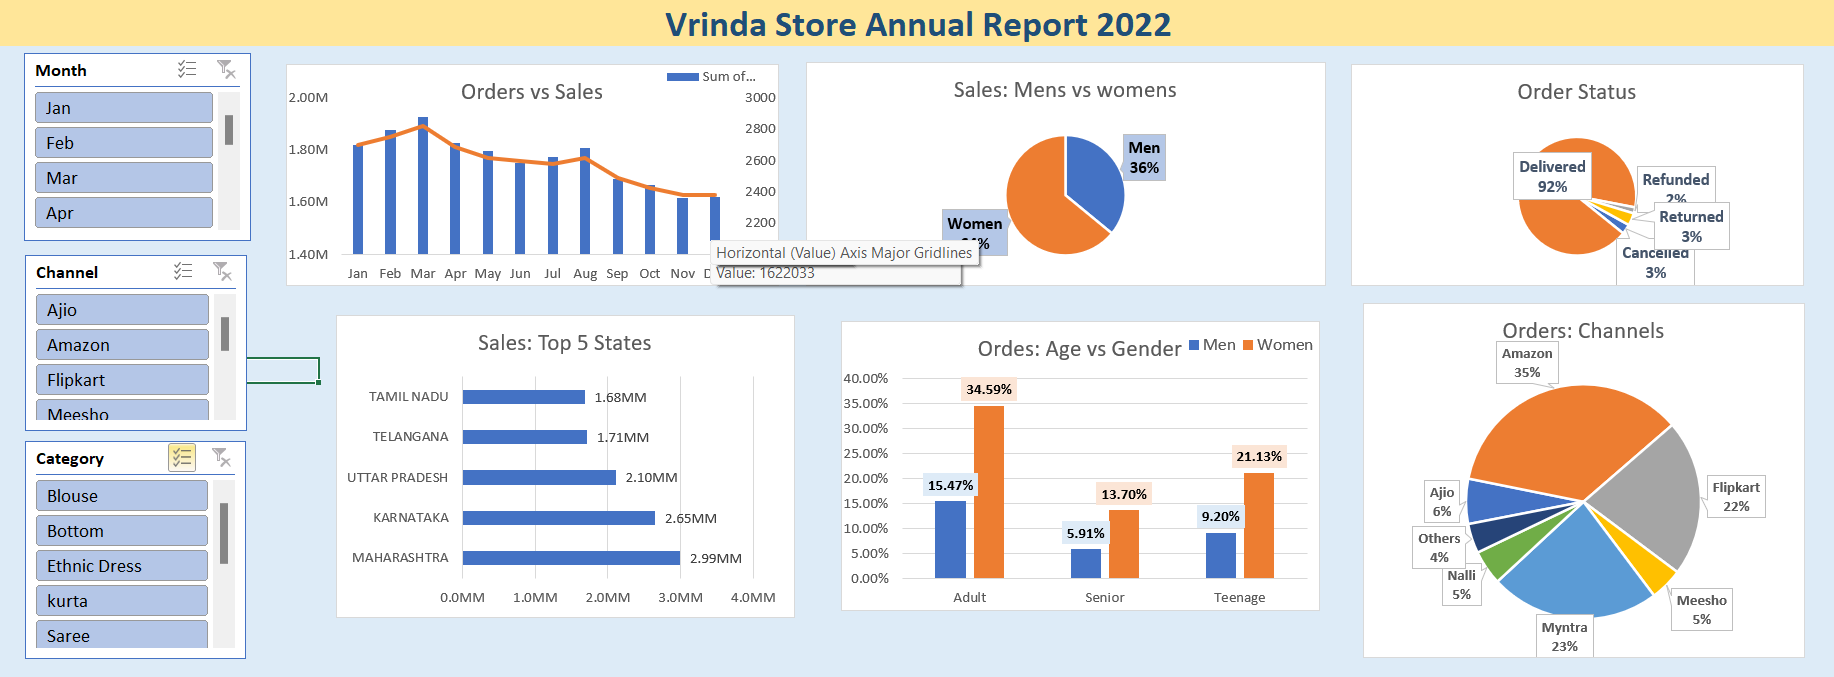 Vrinda Store Annual Report 2022
Month
Jan
Feb
Mar
Apr
Channel
Ajio
Amazon
Flipkart
Meesho
Category
Blouse
Bottom
Ethnic Dress
kurta
Saree
Orders vs Sales
Sum of...
2.00M
1.80M
1.60M
1.40M
3000
2800
2600
2400
2200
Jan Feb Mar Apr May Jun Jul Aug Sep Oct Nov
Horizontal (Value) Axis Major Gridlines
Value: 1622033
Sales: Mens vs womens
Men
36%
Women
Order Status
Delivered
92%
Refunded
2%
Returned
3%
Cancelled
3%
Sales: Top 5 States
TAMIL NADU 1.68MM
TELANGANA 1.71MM
UTTAR PRADESH 2.10MM
KARNATAKA 2.65MM
MAHARASHTRA 2.99MM
0.0MM 1.0MM 2.0MM 3.0MM 4.0MM
Ordes: Age vs Gender
Men Women
40.00%
35.00%
30.00%
25.00%
20.00%
15.00%
10.00%
5.00%
0.00%
15.47%
34.59%
5.91%
13.70%
9.20%
21.13%
Adult Senior Teenage
Orders: Channels
Amazon
35%
Flipkart
22%
Meesho
5%
Myntra
23%
Nalli
5%
Others
4%
Ajio
6%